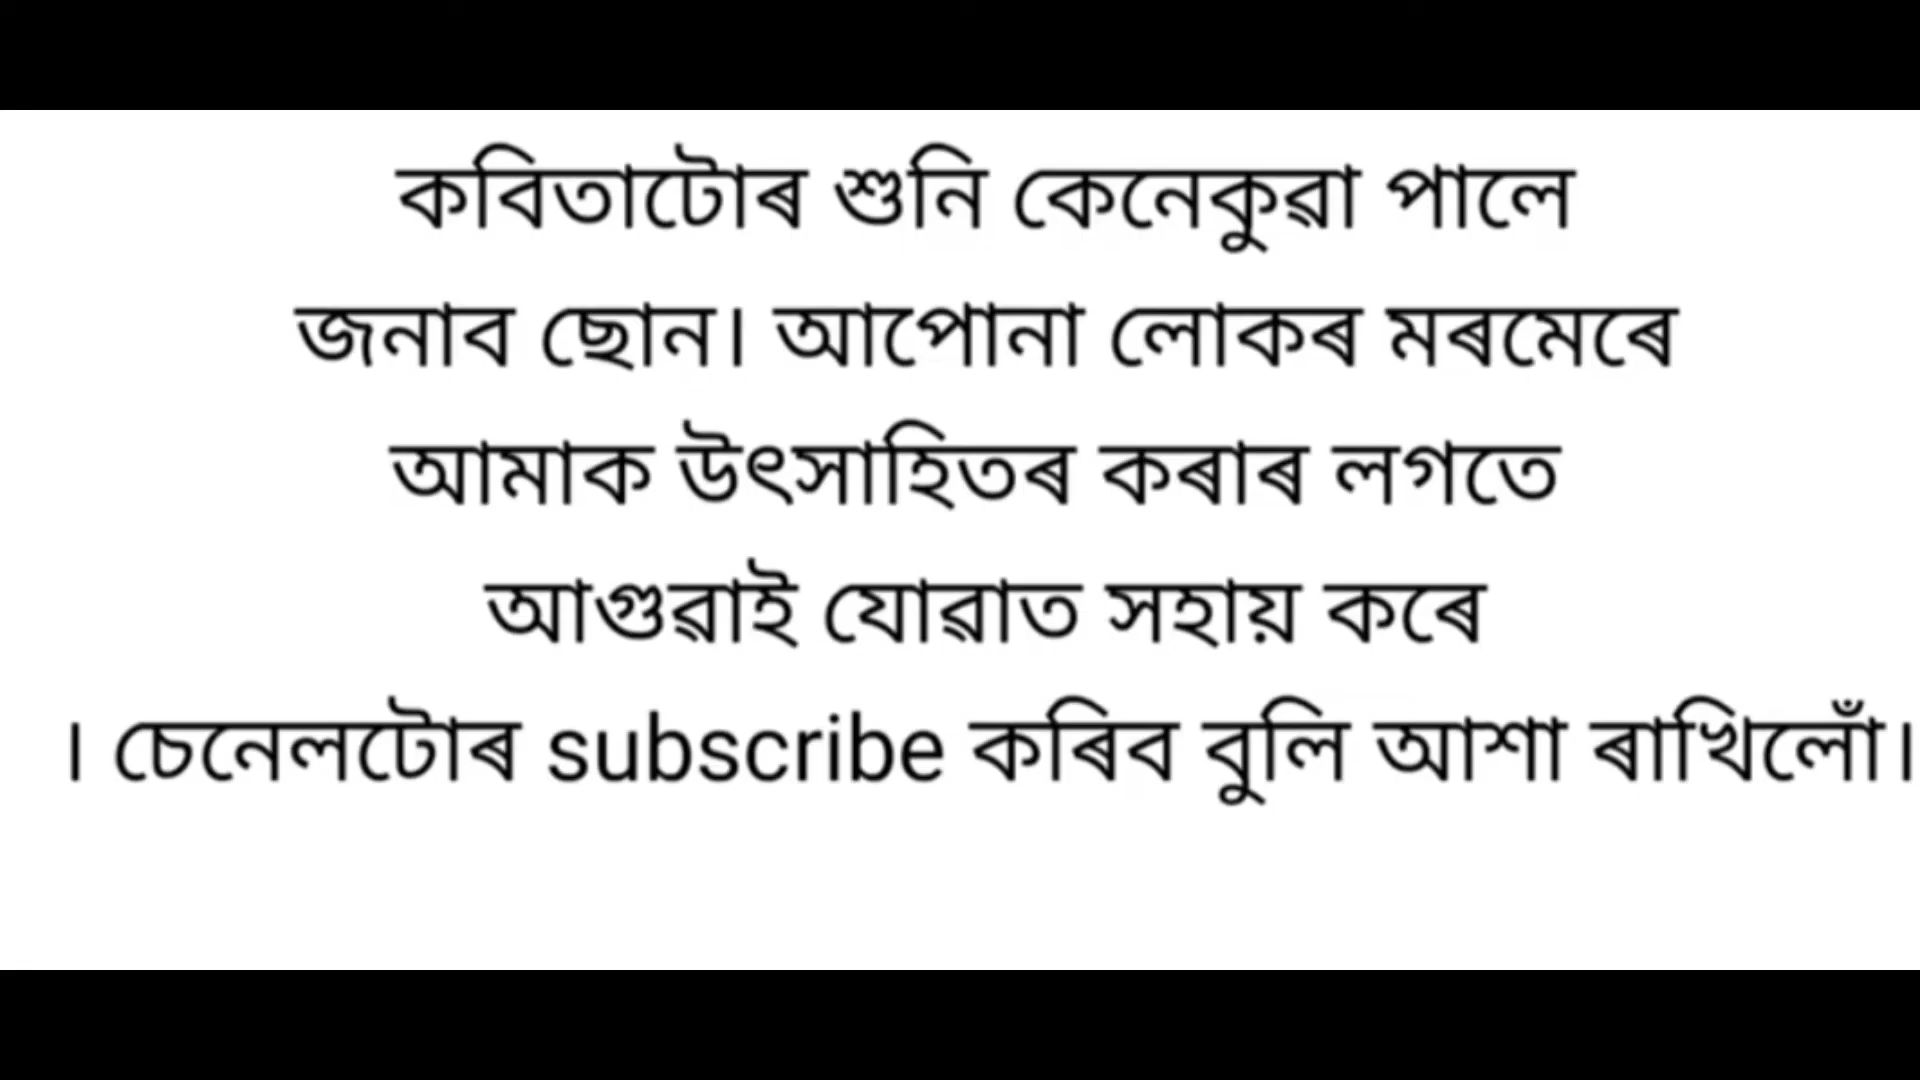 কবিতাটোৰ শুনি কেনেকুৱা পালে
জনাব ছোন। আপোনা লোকৰ মৰমেৰে
আমাক উৎসাহিতৰ কৰাৰ লগতে
আগুৱাই যোৱাত সহায় কৰে
। চেনেলটোৰ subscribe কৰিব বুলি আশা ৰাখিলোঁ।